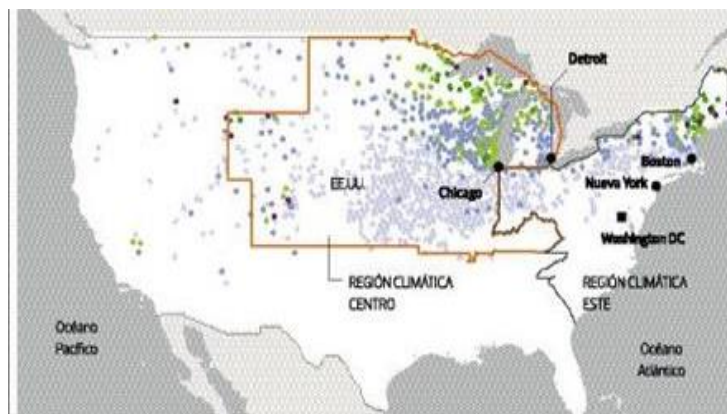 Detroit
Boston
EE.UU.
Chicago
Nueva York
Washington DC
REGIÓN CLIMÁTICA
CENTRO
REGIÓN CLIMÁTICA
ESTE
Océano
Pacífico
Océano
Atlántico